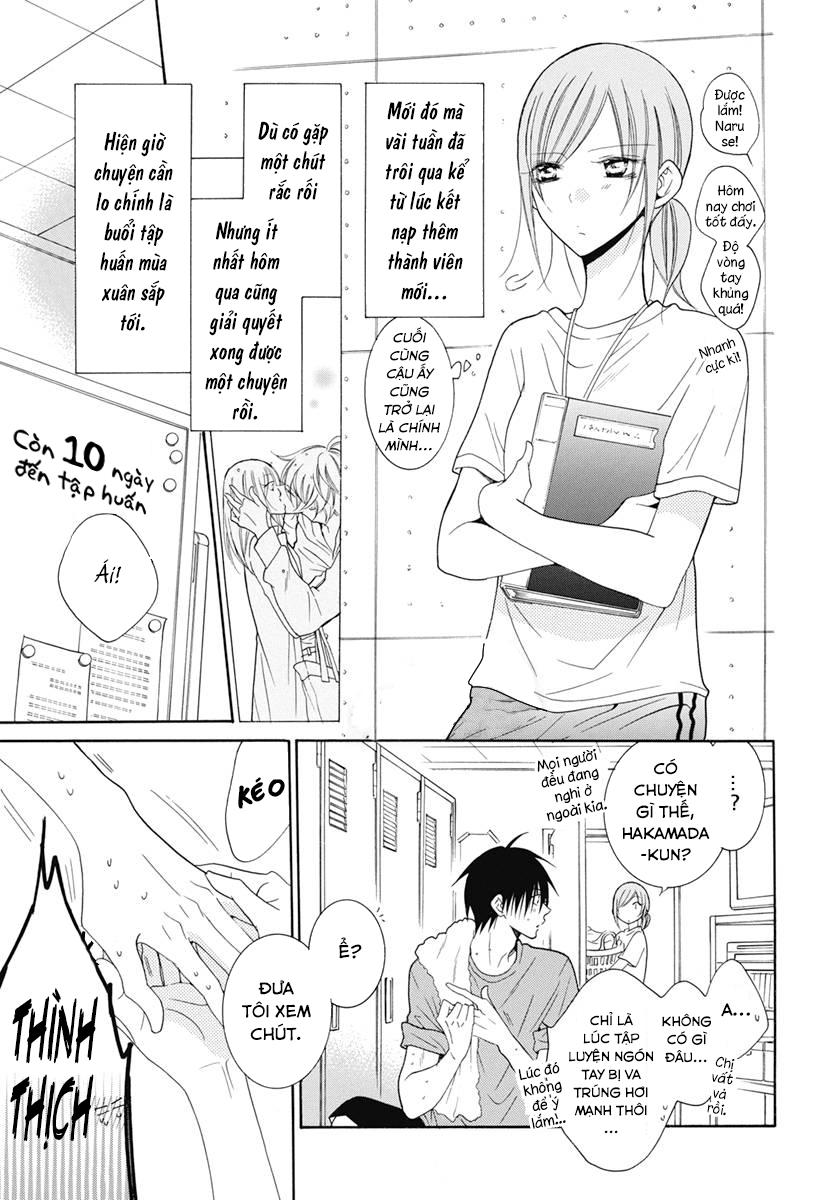 Được
lắm!
Naru
se!
Hôm
nay chơi
tốt đấy.
Độ
vòng
tay
khủng
quá!
Nhanh
cực kì!
Mới đó mà
vài tuần đã
trôi qua kể
từ lúc kết
nạp thêm
thành viên
mới...
Cuối
cùng
cậu ấy
cũng
trở lại
là chính
mình...
Dù có gặp
một chút
rắc rối
Nhưng ít
nhất hôm
qua cũng
giải quyết
xong được
một chuyện
rồi.
Hiện giờ
chuyện cần
lo chính là
buổi tập
huấn mùa
xuân sắp
tới.
Còn 10 ngày
đến tập huấn
Ái!
...?
CÓ
CHUYỆN
GÌ THẾ,
HAKAMADA
-KUN?
Mọi người
đều đang
nghỉ ở
ngoài kia.
A...
KHÔNG
CÓ GÌ
ĐÂU...
Chị
vất
vả
rồi.
CHỈ LÀ
LÚC TẬP
LUYỆN NGÓN
TAY BỊ VA
TRÚNG HƠI
MẠNH THÔI
...
Lúc đó
không
để ý
lắm...
Ể?
ĐƯA
TÔI XEM
CHÚT.
KÉO
THÌNH
THỊCH